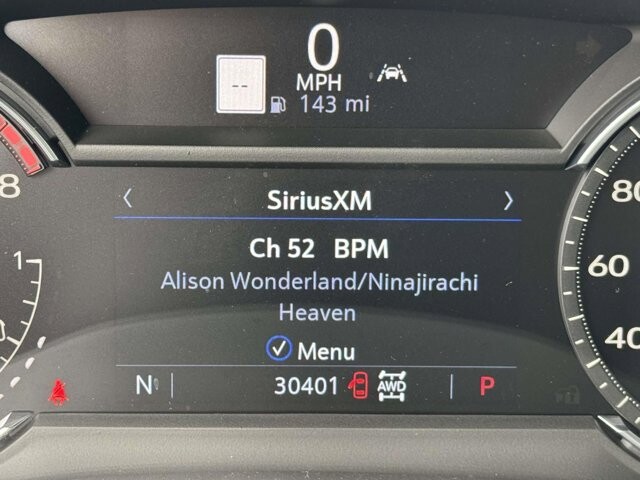 0
MPH
--
143 mi
8
SiriusXM
80
Ch 52 BPM
Alison Wonderland/Ninajirachi
1
60
Heaven
0
40
Menu
N
30401
AWD
P